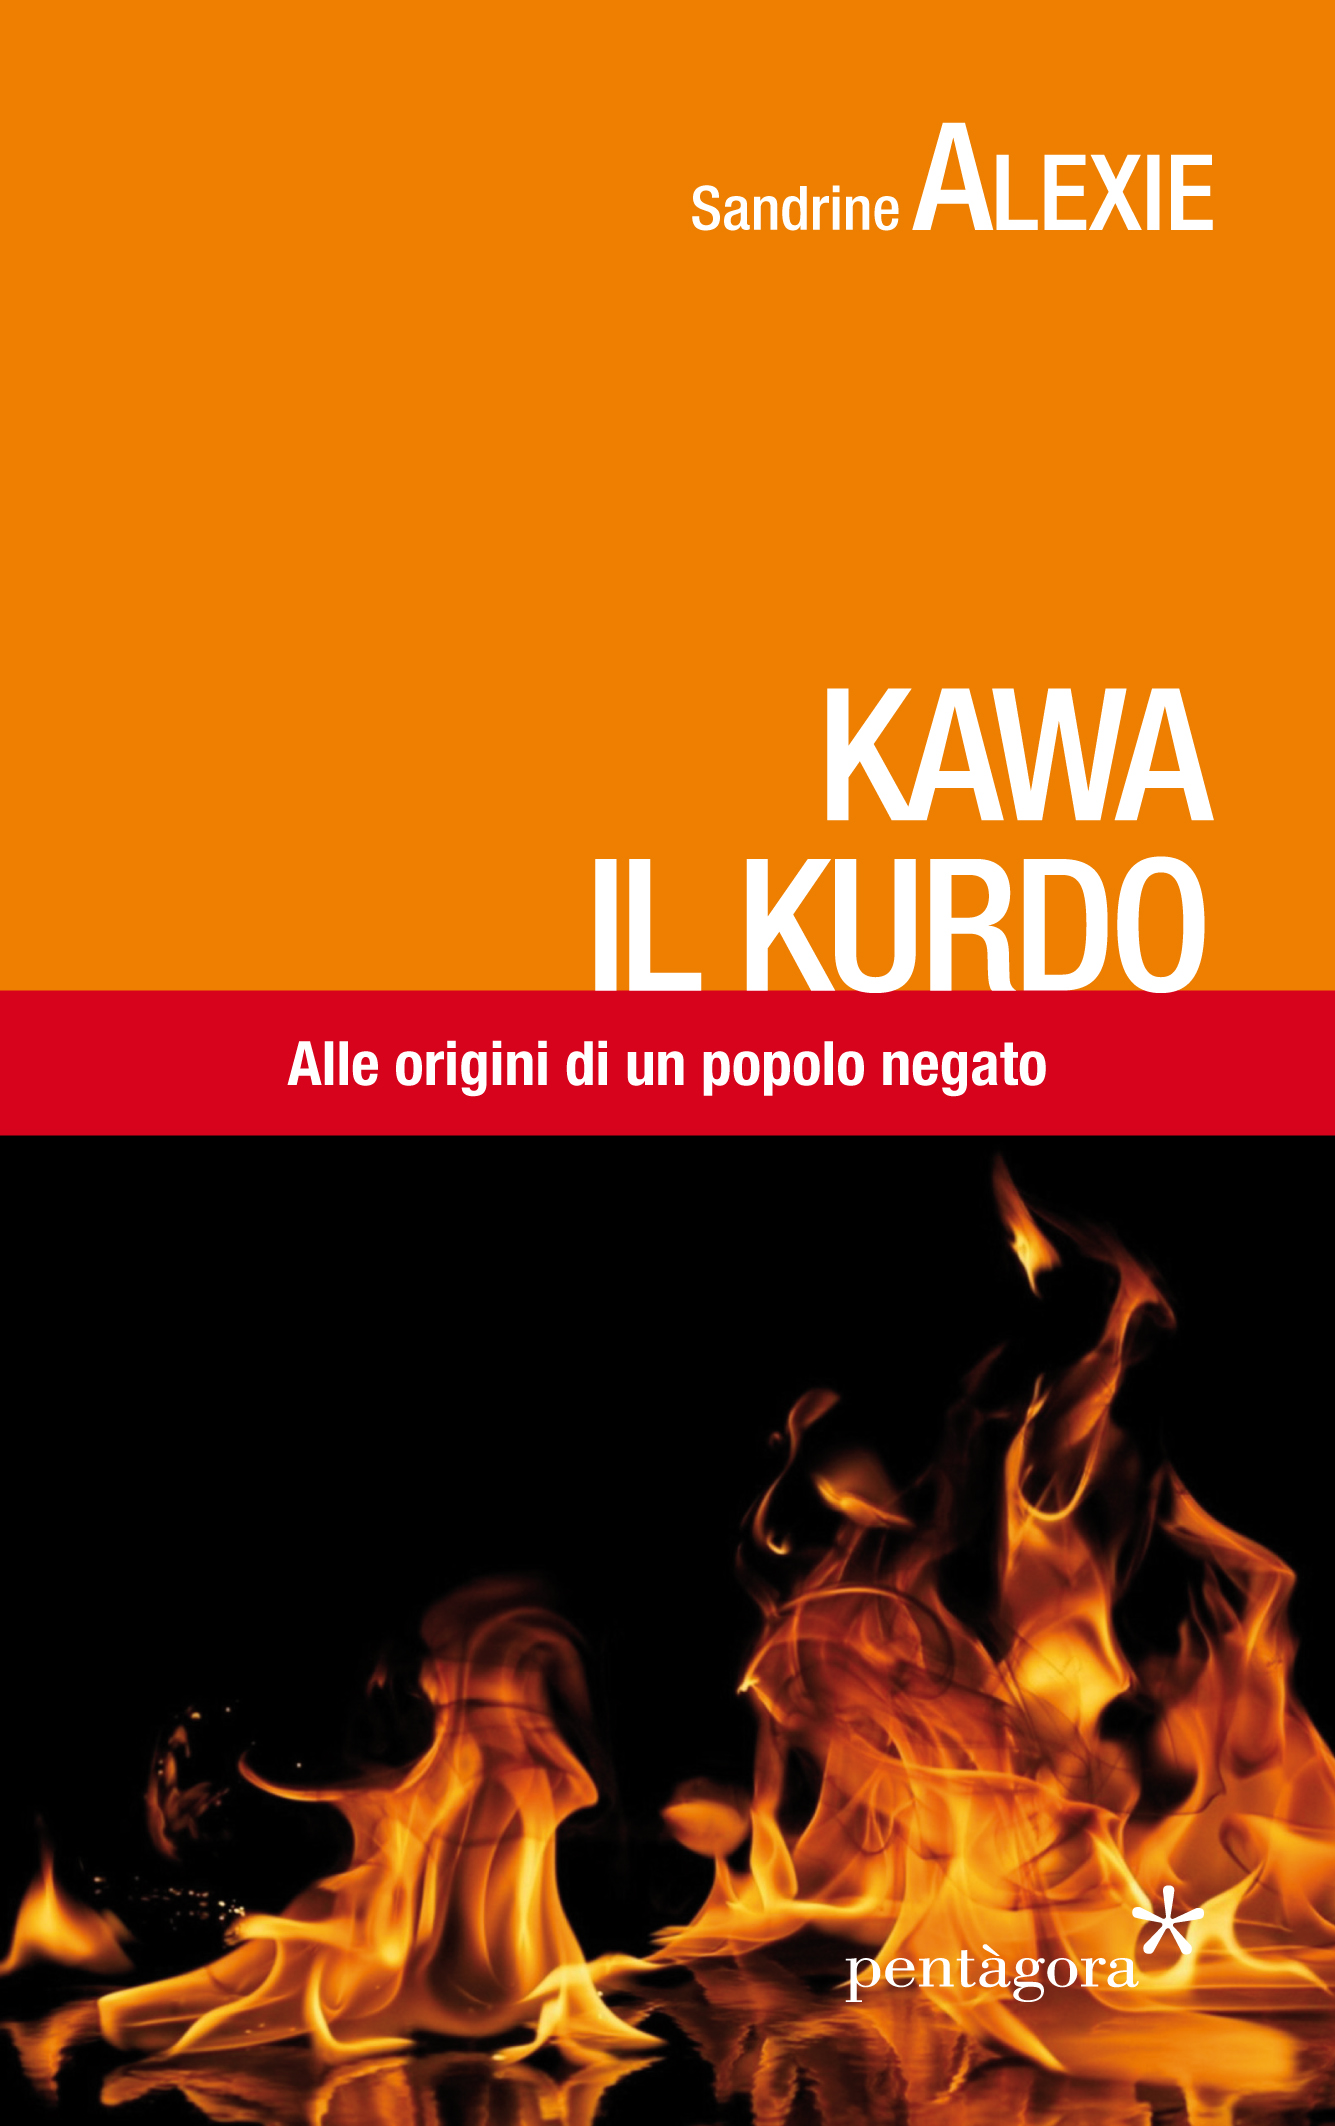 Sandrine ALEXIE
KAWA
IL KURDO
Alle origini di un popolo negato
pentàgora*